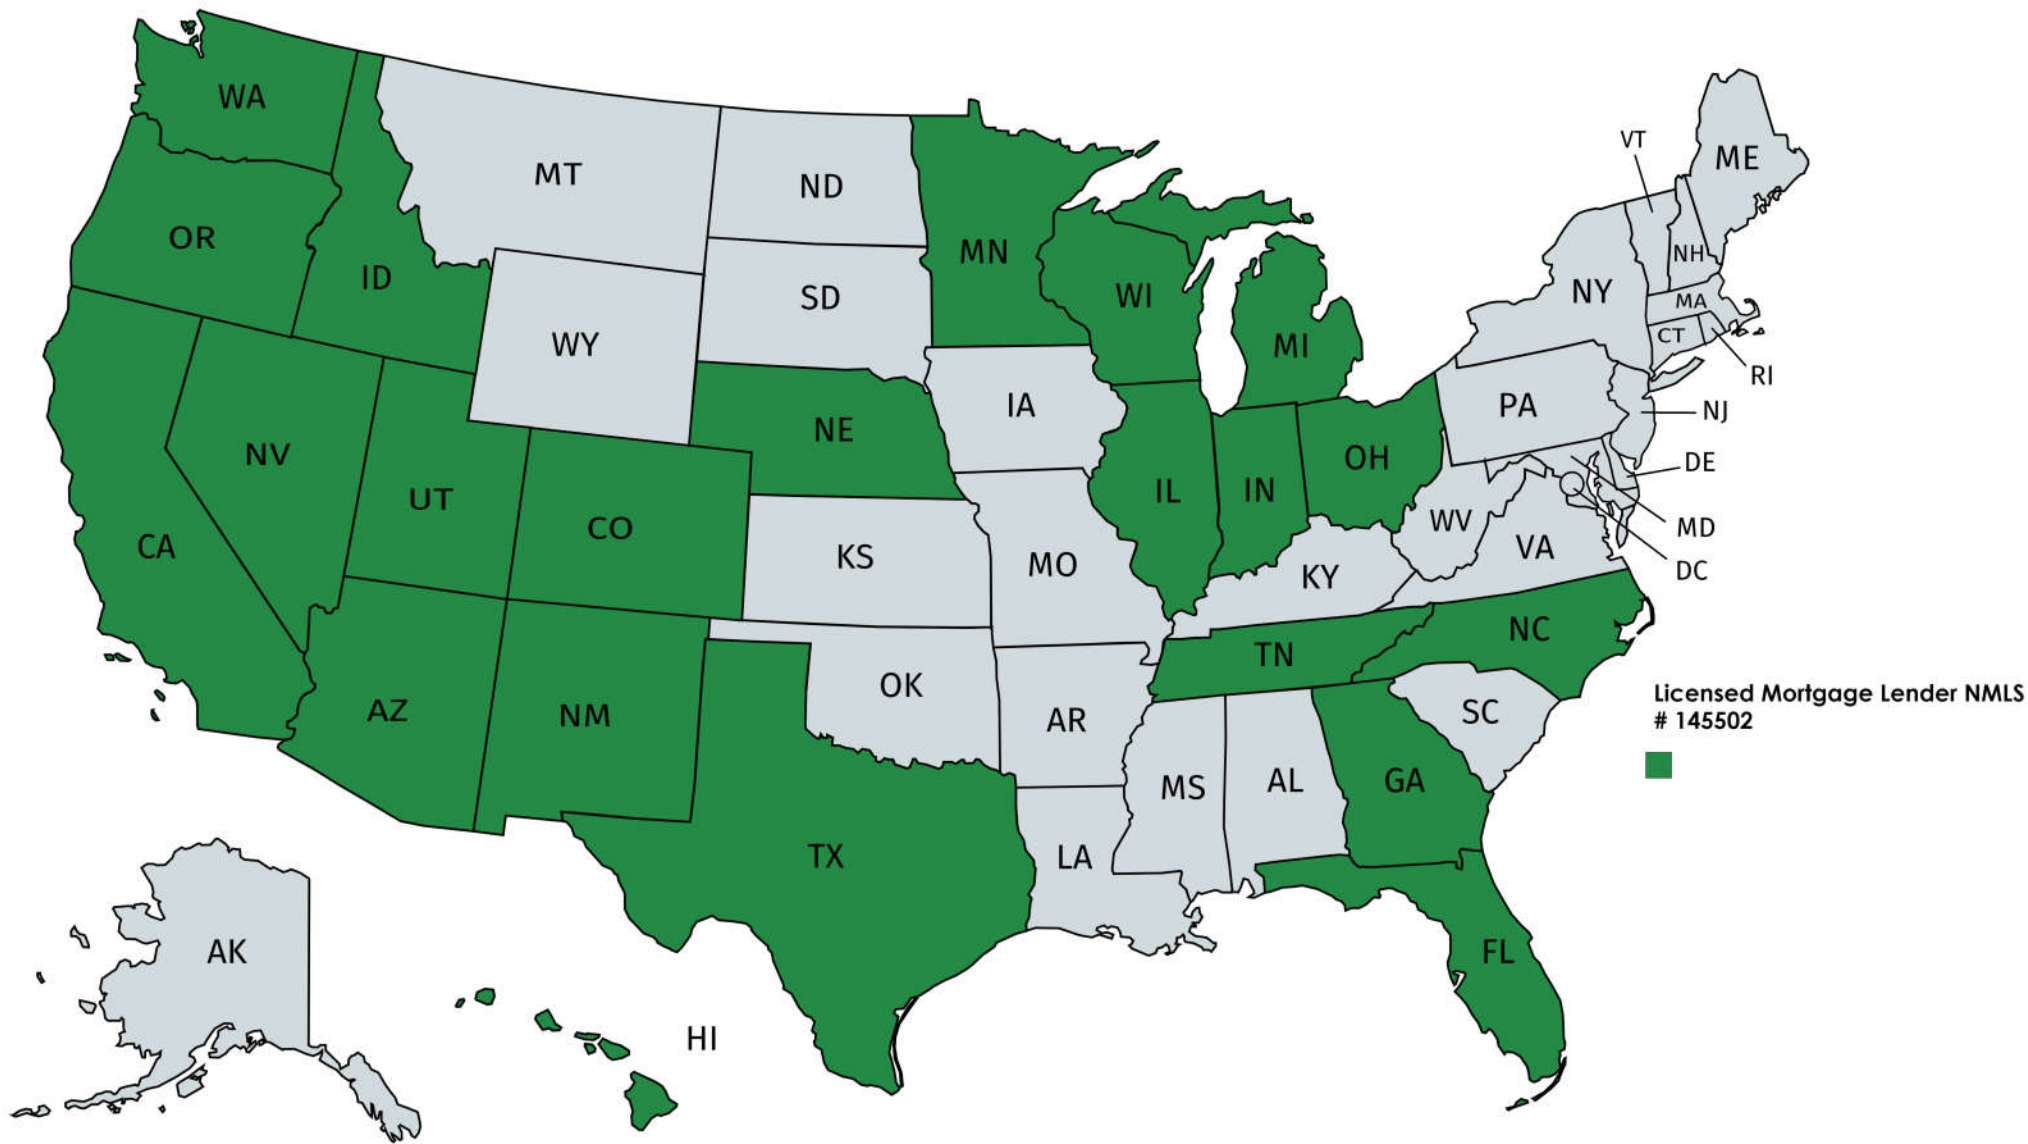 WA
VT
ME
MT
ND
OR
MN
NH
ID
SD
WI
NY
MA
CT
WY
MI
RI
IA
PA
NJ
NE
NV
OH
DE
UT
IL
IN
CO
WV
MD
CA
KS
MO
KY
VA
DC
NC
TN
OK
Licensed Mortgage Lender NMLS
# 145502
AZ
NM
AR
SC
MS
AL
GA
TX
LA
AK
FL
HI